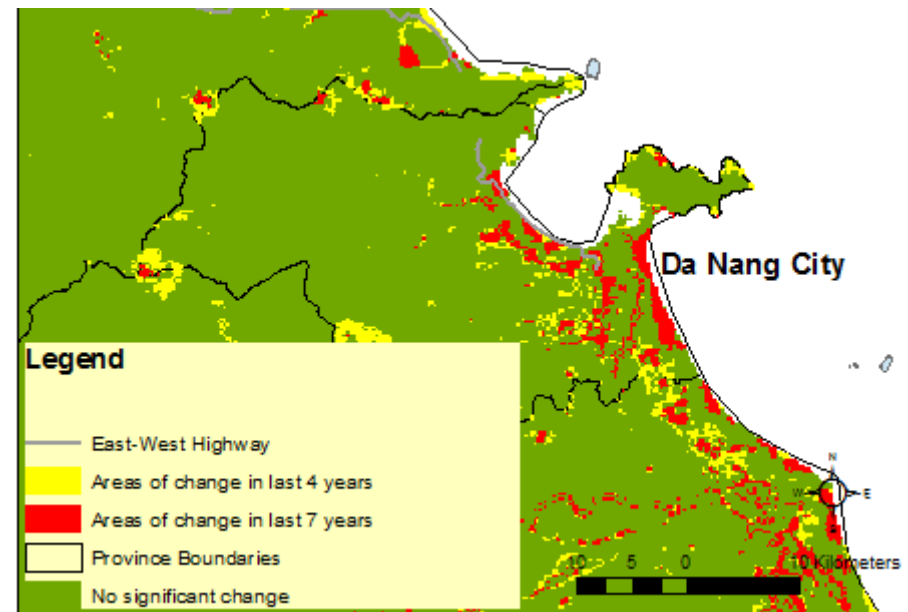 Da Nang City
Legend
East-West Highway
Areas of change in last 4 years
Areas of change in last 7 years
Province Boundaries
No significant change
N
W
E
S
10 5 0 10 Kilometers